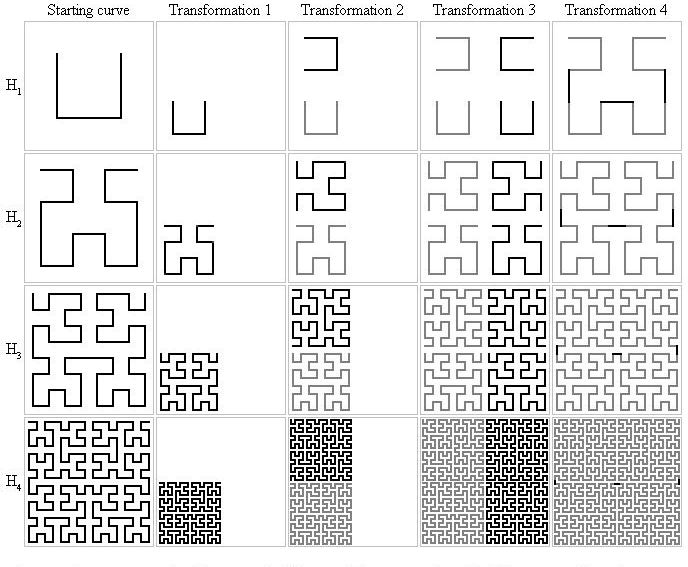 Starting curve Transformation 1 Transformation 2 Transformation 3 Transformation 4
H1
H2
H3
H4